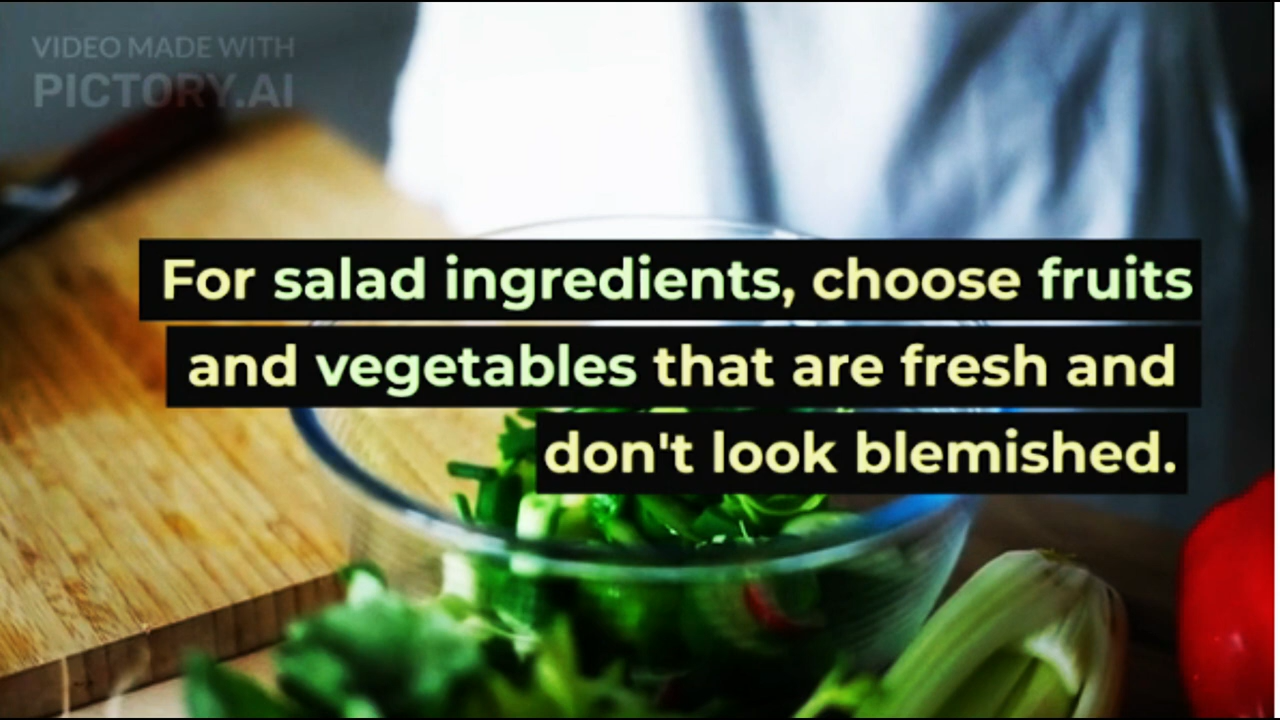 VIDEO MADE WITH
PICTORY.AI
For salad ingredients, choose fruits
and vegetables that are fresh and
don't look blemished.